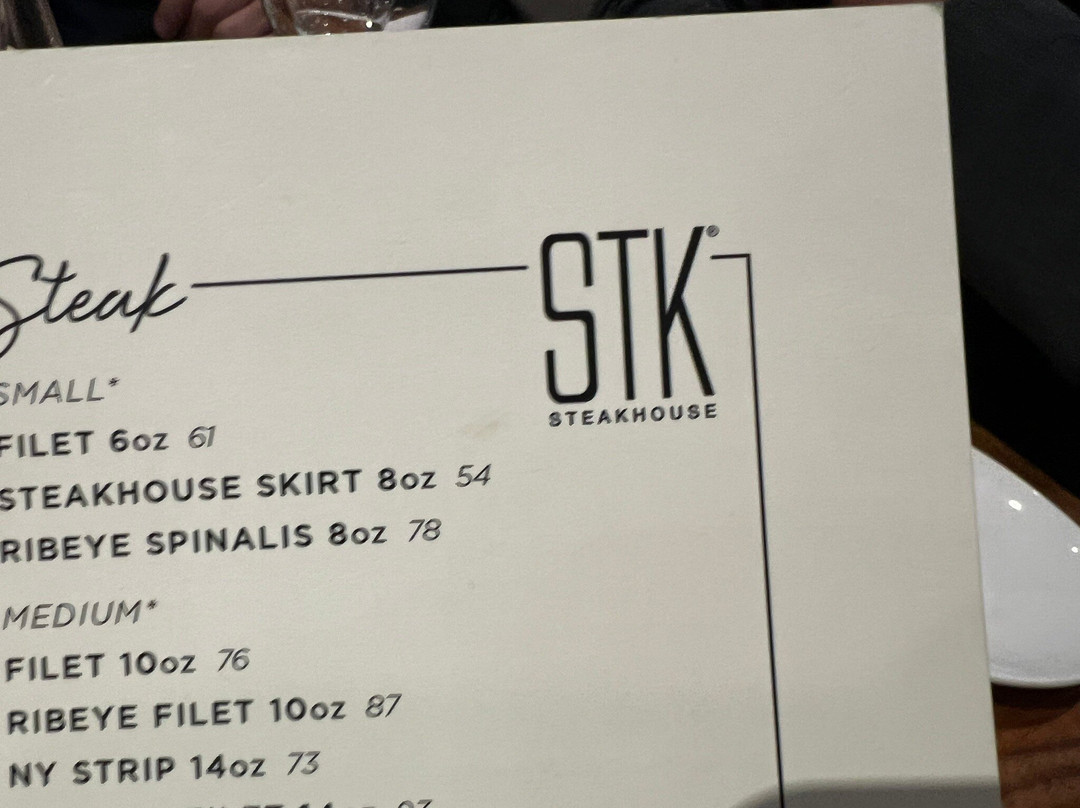 Steak
STK®
STEAKHOUSE
SMALL*
FILET 6oz 61
STEAKHOUSE SKIRT 8oz 54
RIBEYE SPINALIS 8oz 78
MEDIUM*
FILET 10oz 76
RIBEYE FILET 10oz 87
NY STRIP 14oz 73